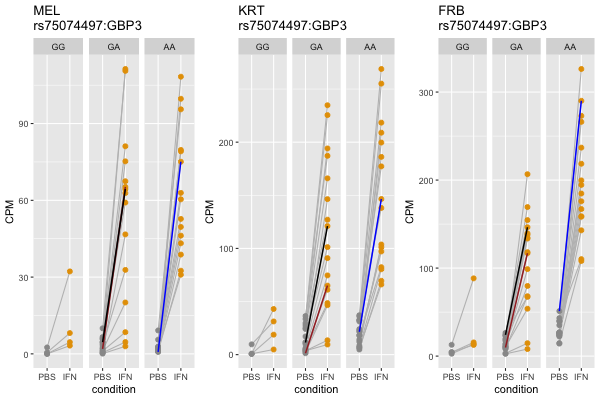 MEL
rs75074497:GBP3
GG GA AA
CPM
90
60
30
0
PBS IFN PBS IFN PBS IFN
condition
KRT
rs75074497:GBP3
GG GA AA
CPM
200
100
0
PBS IFN PBS IFN PBS IFN
condition
FRB
rs75074497:GBP3
GG GA AA
CPM
300
200
100
0
PBS IFN PBS IFN PBS IFN
condition